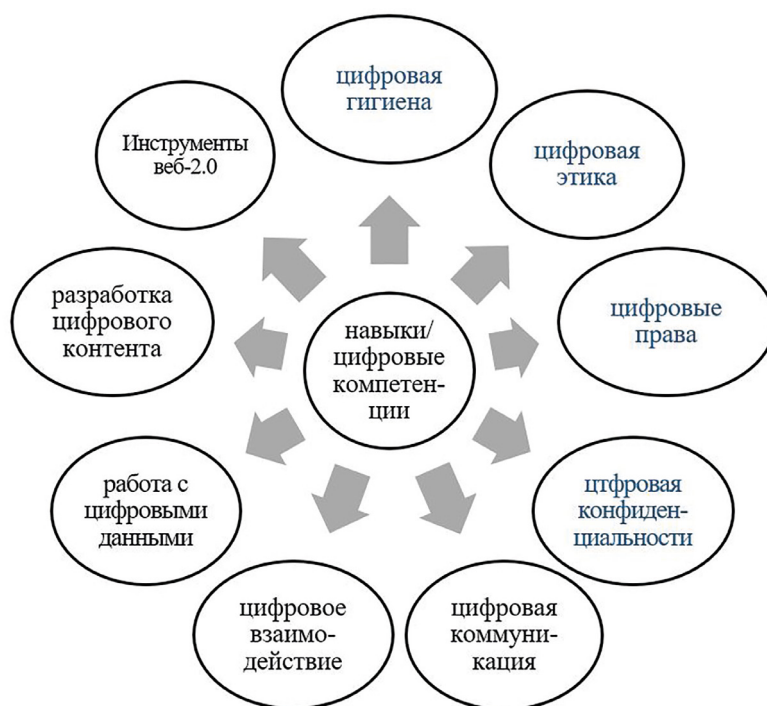 цифровая
гигиена
цифровая
этика
цифровые
права
цтфровая
конфиден-
циальности
цифровая
коммуни-
кация
цифровое
взаимо-
действие
работа с
цифровыми
данными
разработка
цифрового
контента
Инструменты
веб-2.0
навыки/
цифровые
компетен-
ции